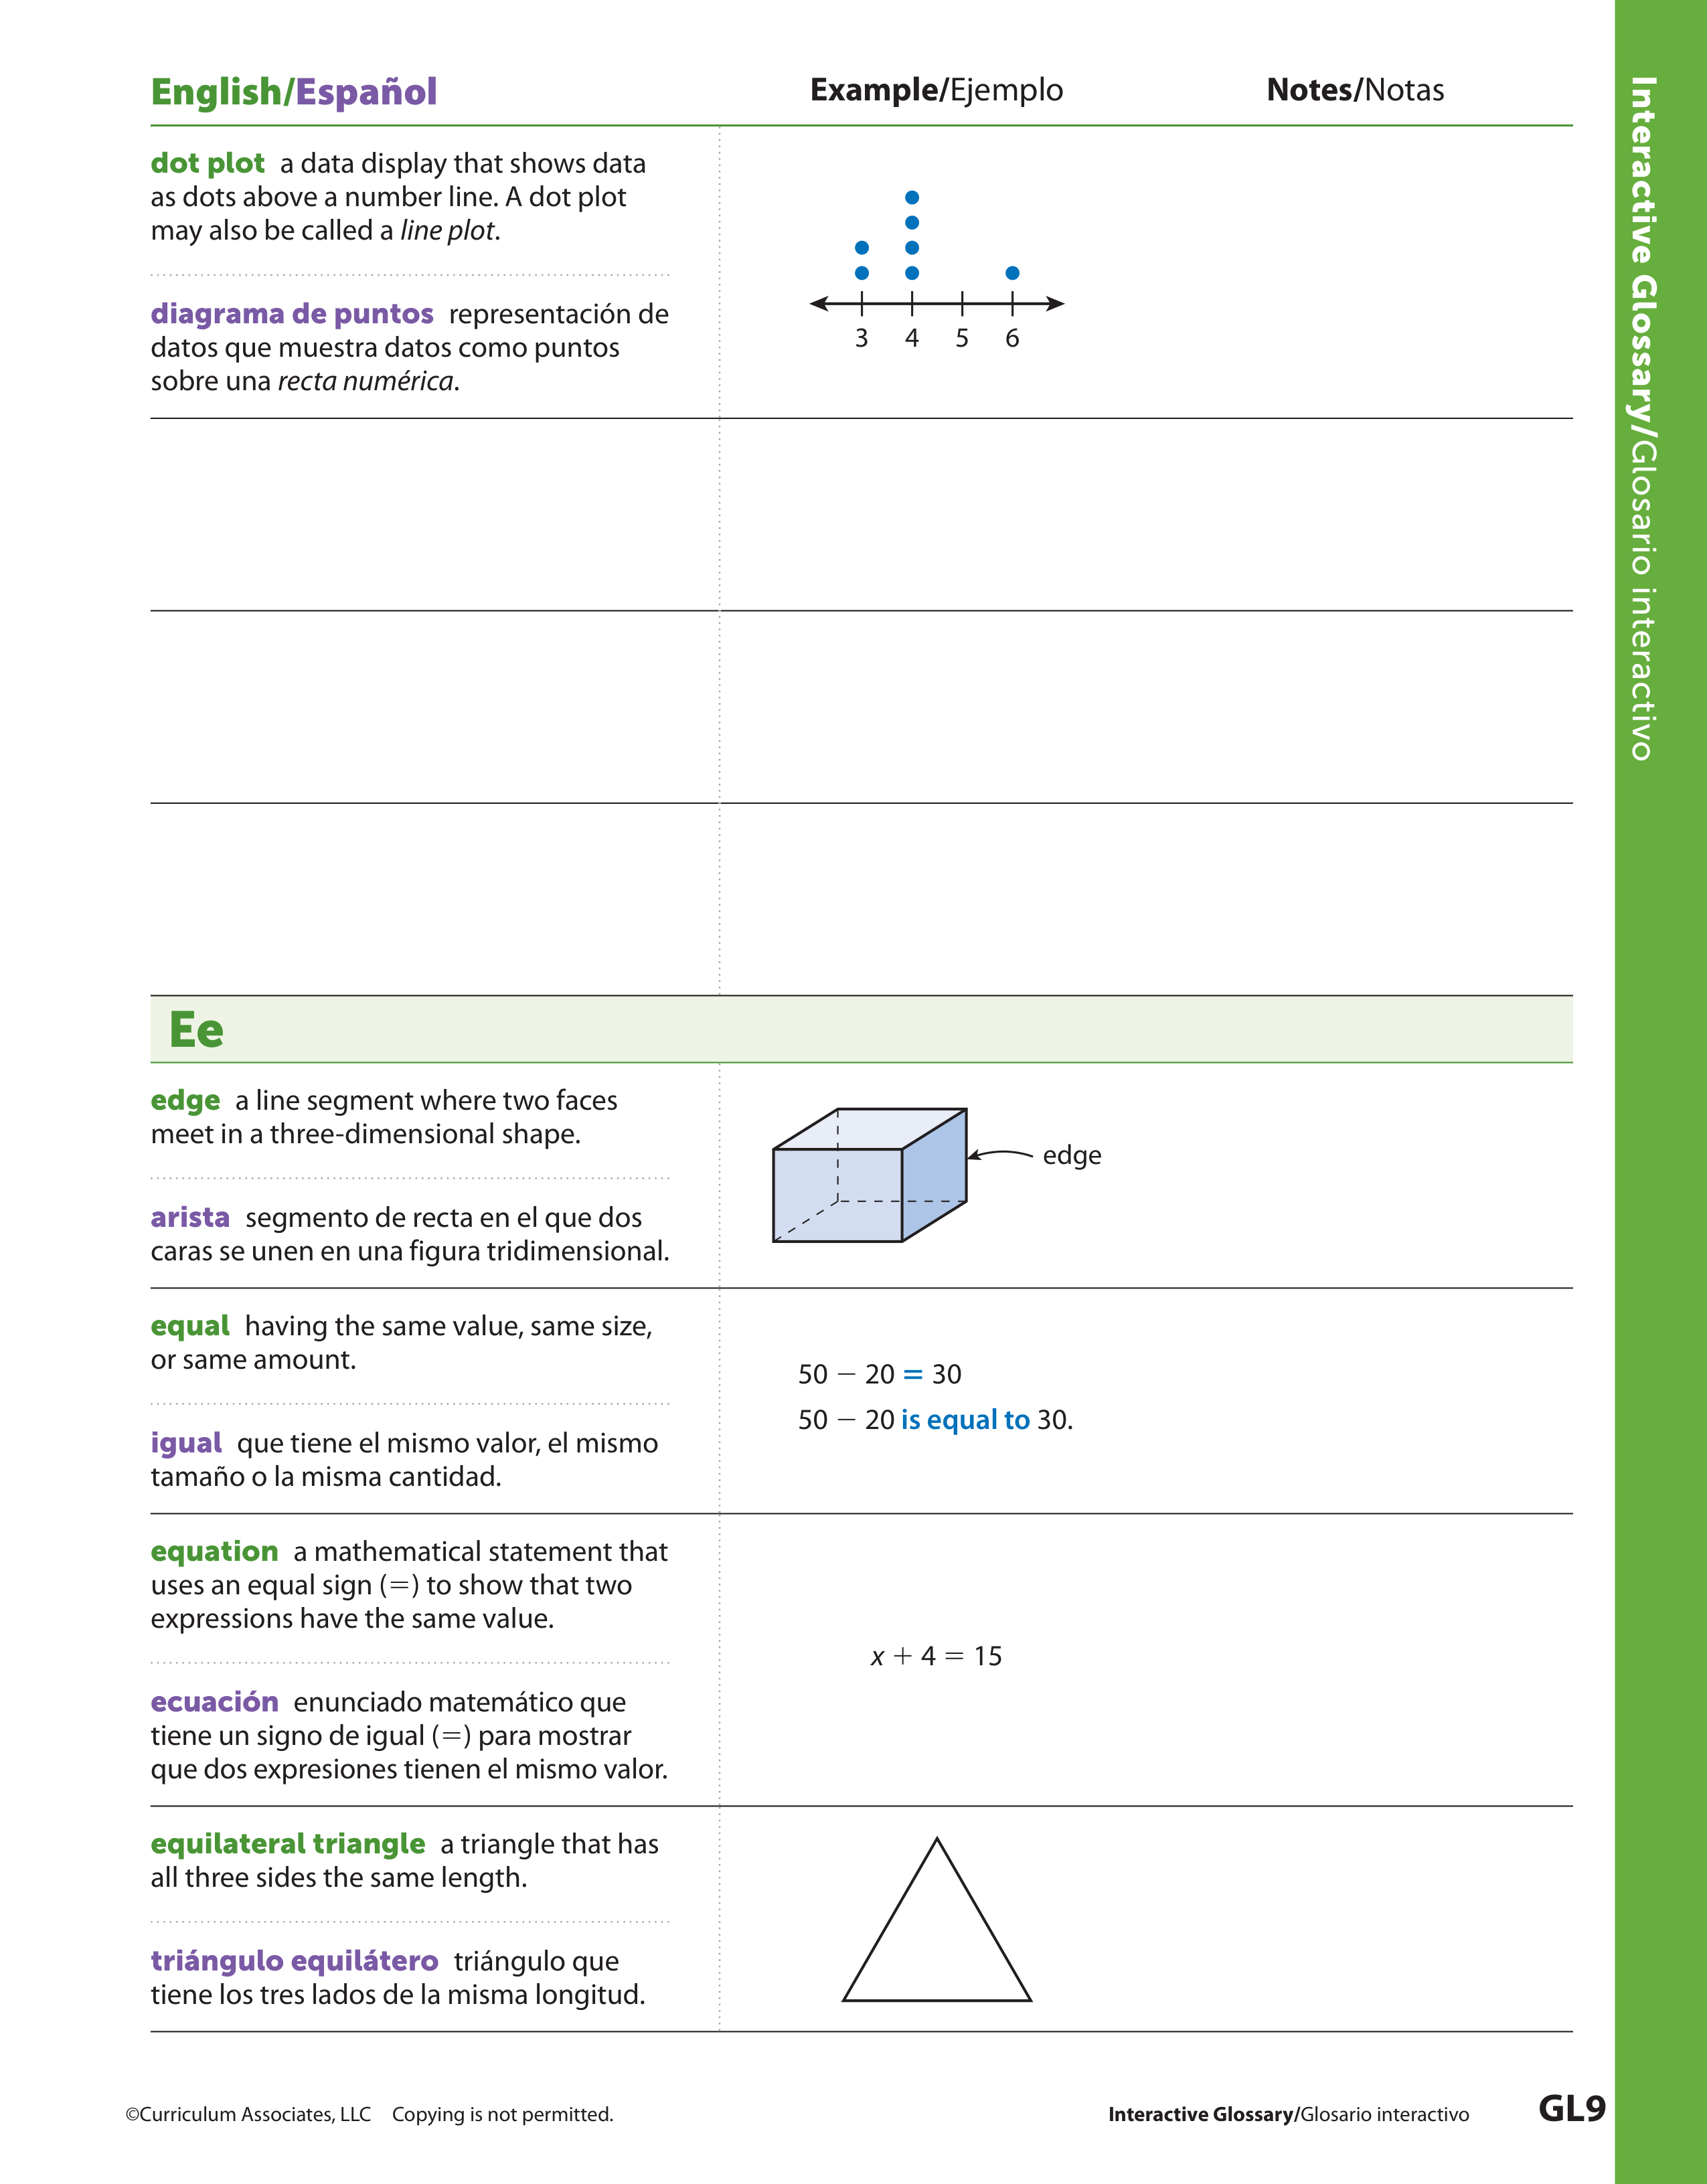 English/Español
Example/Ejemplo
Notes/Notas
dot plot a data display that shows data
as dots above a number line. A dot plot
may also be called a line plot.
diagrama de puntos representación de
datos que muestra datos como puntos
sobre una recta numérica.
3 4 5 6
Ee
edge a line segment where two faces
meet in a three-dimensional shape.
arista segmento de recta en el que dos
caras se unen en una figura tridimensional.
edge
equal having the same value, same size,
or same amount.
igual que tiene el mismo valor, el mismo
tamaño o la misma cantidad.
50 − 20 = 30
50 − 20 is equal to 30.
equation a mathematical statement that
uses an equal sign (=) to show that two
expressions have the same value.
ecuación enunciado matemático que
tiene un signo de igual (=) para mostrar
que dos expresiones tienen el mismo valor.
x + 4 = 15
equilateral triangle a triangle that has
all three sides the same length.
triángulo equilátero triángulo que
tiene los tres lados de la misma longitud.
©Curriculum Associates, LLC Copying is not permitted.
Interactive Glossary/Glosario interactivo
GL9
Interactive Glossary/Glosario interactivo